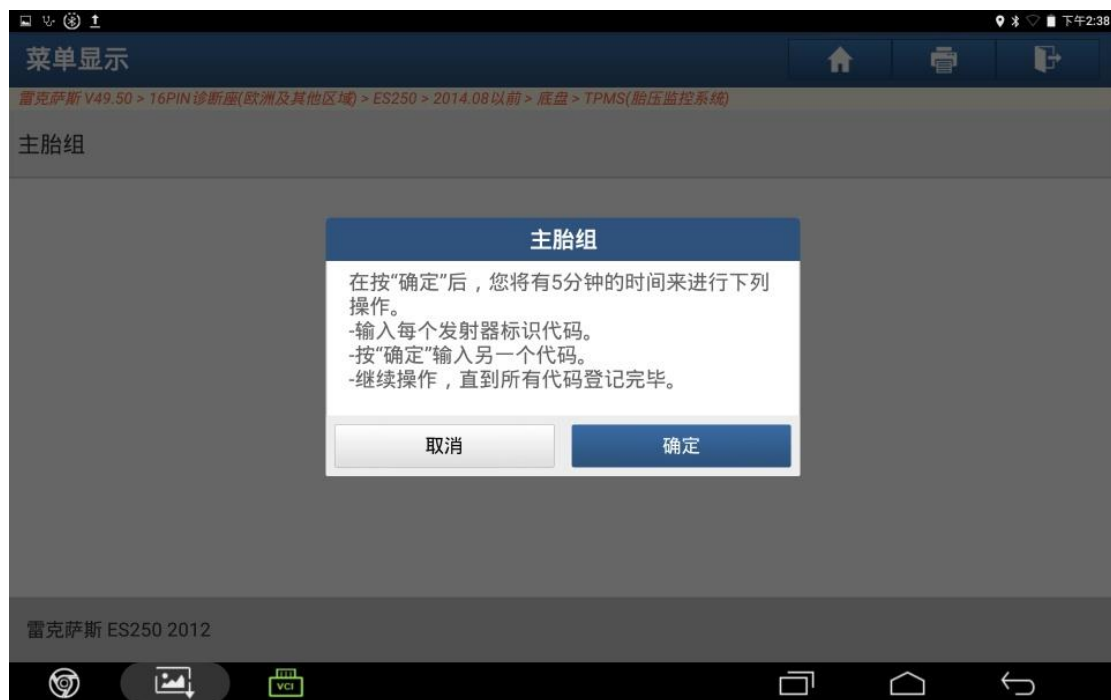 下午2:38
菜单显示
雷克萨斯 V49.50 > 16PIN诊断座(欧洲及其他区域) > ES250 > 2014.08以前 > 底盘 > TPMS(胎压监控系统)
主胎组
主胎组
在按“确定”后，您将有5分钟的时间来进行下列
操作。
-输入每个发射器标识代码。
-按“确定”输入另一个代码。
-继续操作，直到所有代码登记完毕。
取消
确定
雷克萨斯 ES250 2012
VCI